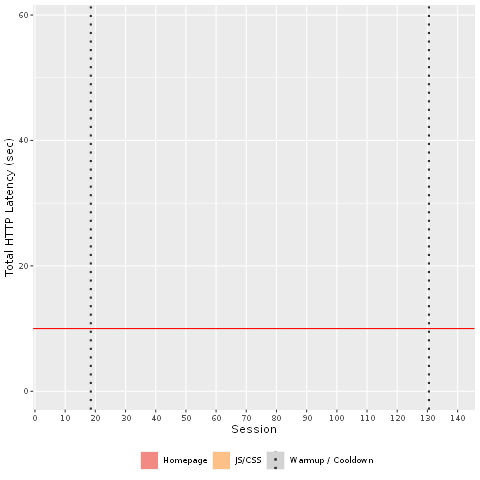 Total HTTP Latency (sec)
60
40
20
0
0 10 20 30 40 50 60 70 80 90 100 110 120 130 140
Session
Homepage JS/CSS Warmup / Cooldown